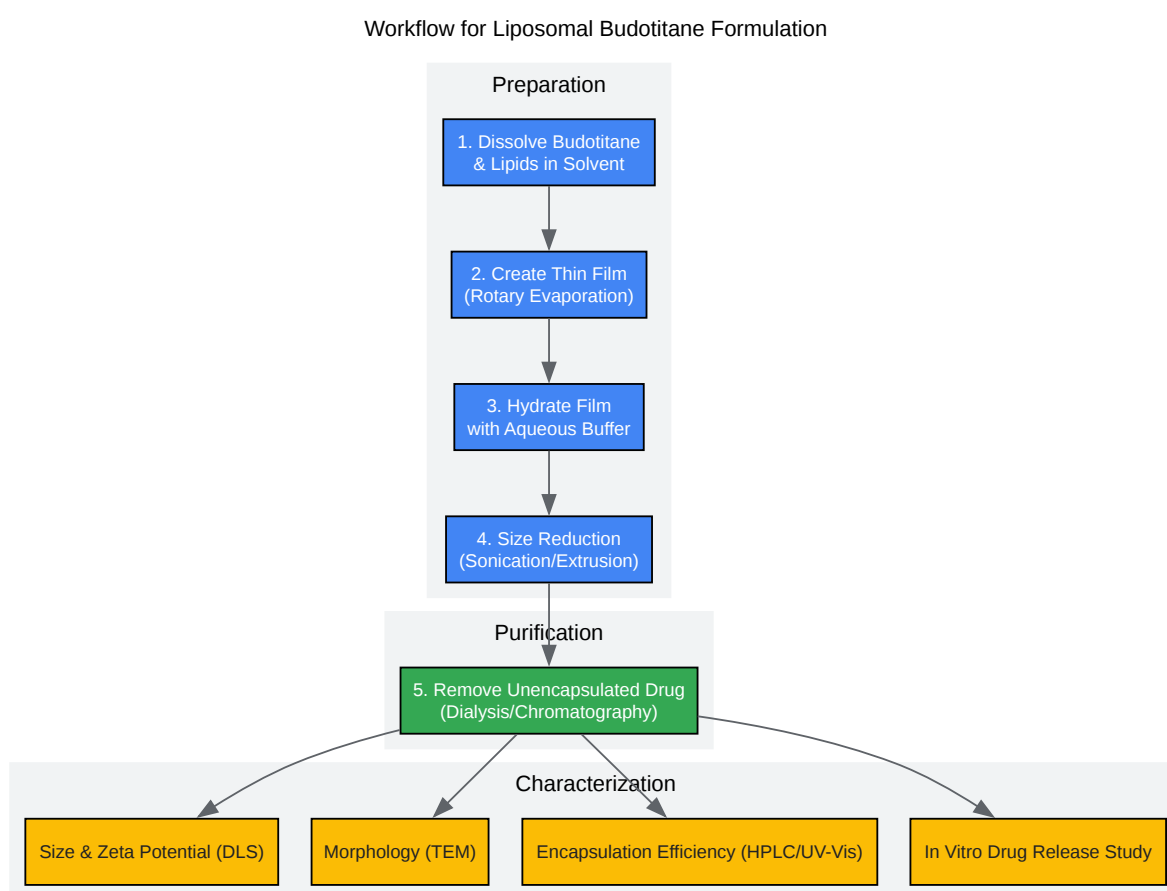 Workflow for Liposomal Budotitane Formulation
Preparation
1. Dissolve Budotitane
& Lipids in Solvent
2. Create Thin Film
(Rotary Evaporation)
3. Hydrate Film
with Aqueous Buffer
4. Size Reduction
(Sonication/Extrusion)
Purification
5. Remove Unencapsulated Drug
(Dialysis/Chromatography)
Characterization
Size & Zeta Potential (DLS)
Morphology (TEM)
Encapsulation Efficiency (HPLC/UV-Vis)
In Vitro Drug Release Study